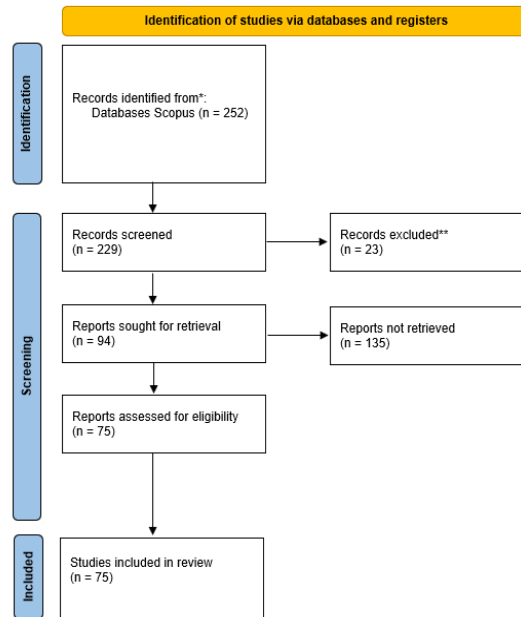 Identification of studies via databases and registers
Identification
Records identified from*:
Databases Scopus (n = 252)
Screening
Records screened
(n = 229)
Records excluded**
(n = 23)
Reports sought for retrieval
(n = 94)
Reports not retrieved
(n = 135)
Reports assessed for eligibility
(n = 75)
Included
Studies included in review
(n = 75)